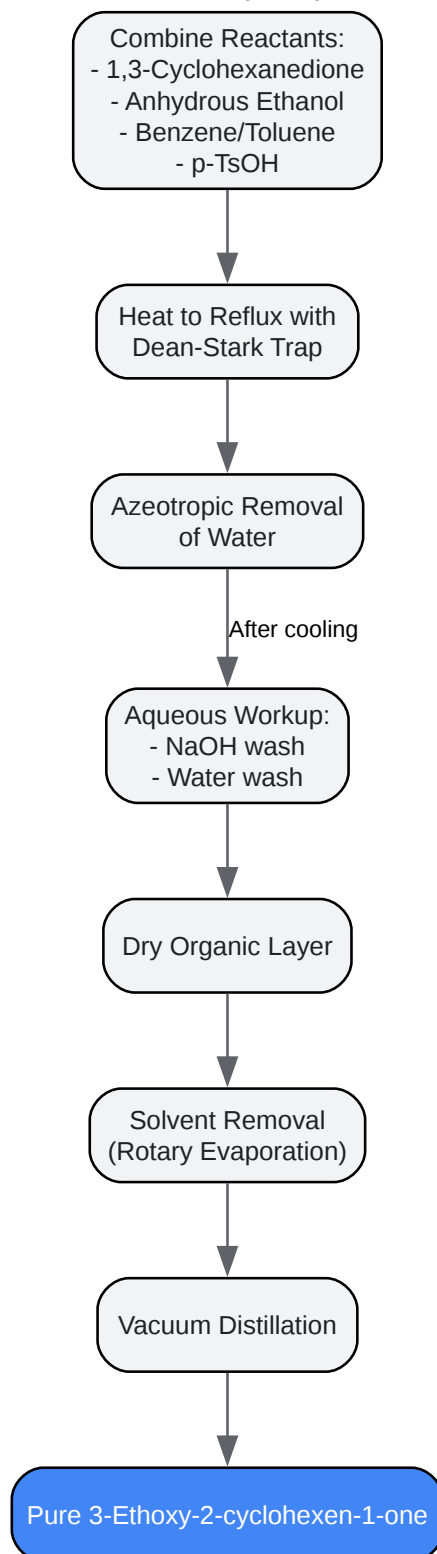 Combine Reactants:
- 1,3-Cyclohexanedione
- Anhydrous Ethanol
- Benzene/Toluene
- p-TsOH
Heat to Reflux with
Dean-Stark Trap
Azeotropic Removal
of Water
After cooling
Aqueous Workup:
- NaOH wash
- Water wash
Dry Organic Layer
Solvent Removal
(Rotary Evaporation)
Vacuum Distillation
Pure 3-Ethoxy-2-cyclohexen-1-one